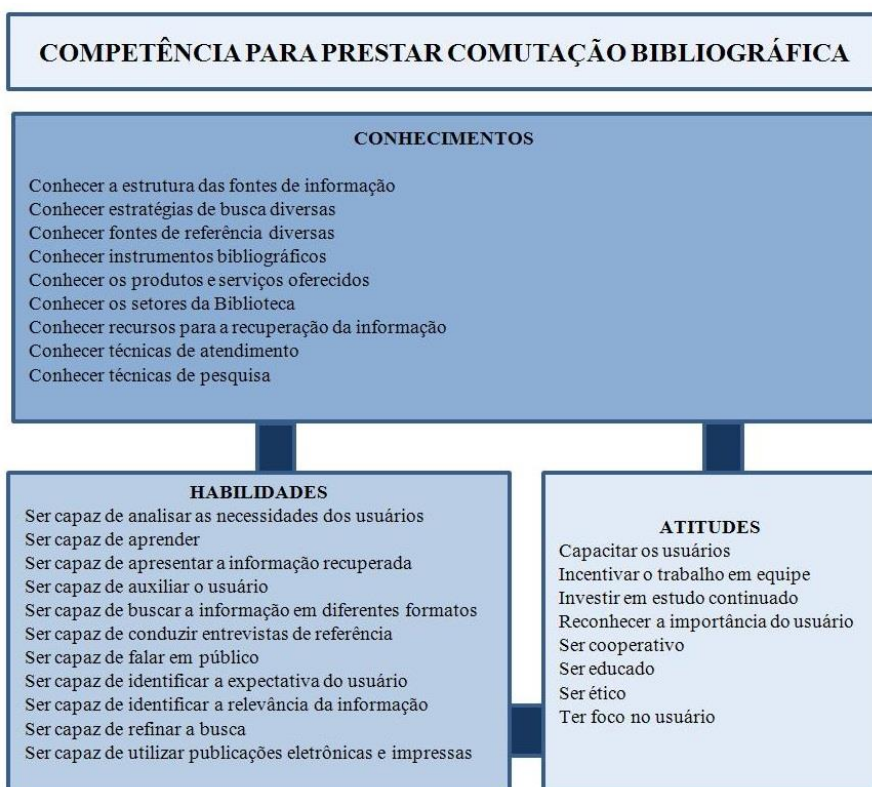 COMPETÊNCIA PARA PRESTAR COMUTAÇÃO BIBLIOGRÁFICA
CONHECIMENTOS
Conhecer a estrutura das fontes de informação
Conhecer estratégias de busca diversas
Conhecer fontes de referência diversas
Conhecer instrumentos bibliográficos
Conhecer os produtos e serviços oferecidos
Conhecer os setores da Biblioteca
Conhecer recursos para a recuperação da informação
Conhecer técnicas de atendimento
Conhecer técnicas de pesquisa
HABILIDADES
Ser capaz de analisar as necessidades dos usuários
Ser capaz de aprender
Ser capaz de apresentar a informação recuperada
Ser capaz de auxiliar o usuário
Ser capaz de buscar a informação em diferentes formatos
Ser capaz de conduzir entrevistas de referência
Ser capaz de falar em público
Ser capaz de identificar a expectativa do usuário
Ser capaz de identificar a relevância da informação
Ser capaz de refinar a busca
Ser capaz de utilizar publicações eletrônicas e impressas
ATITUDES
Capacitar os usuários
Incentivar o trabalho em equipe
Investir em estudo continuado
Reconhecer a importância do usuário
Ser cooperativo
Ser educado
Ser ético
Ter foco no usuário